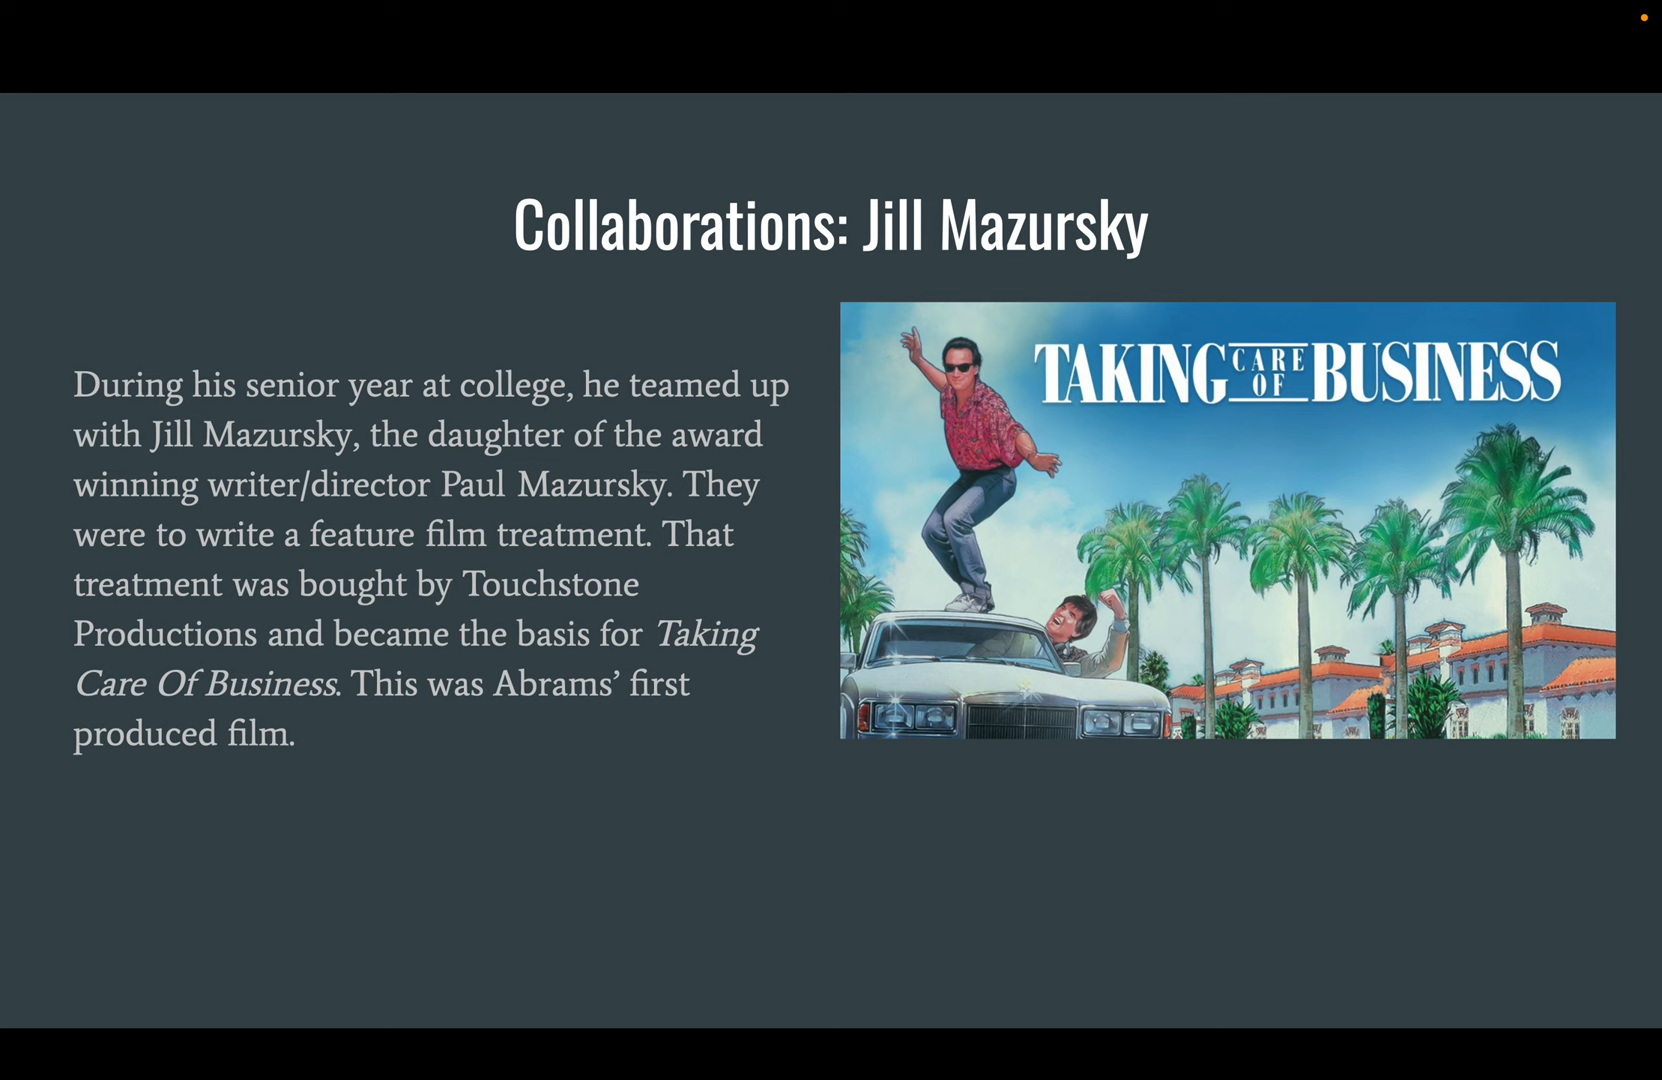 Collaborations: Jill Mazursky
During his senior year at college, he teamed up
with Jill Mazursky, the daughter of the award
winning writer/director Paul Mazursky. They
were to write a feature film treatment. That
treatment was bought by Touchstone
Productions and became the basis for Taking
Care Of Business. This was Abrams’ first
produced film.
TAKING CARE OF BUSINESS